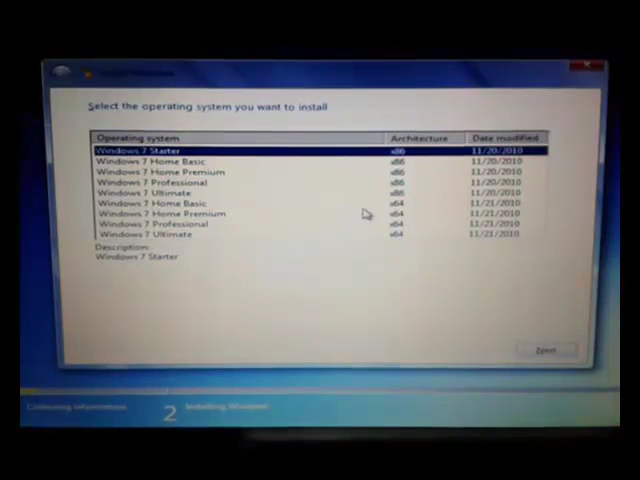 Select the operating system you want to install
Operating system Architecture Date modified
Windows 7 Starter x86 11/20/2010
Windows 7 Home Basic x86 11/20/2010
Windows 7 Home Premium x86 11/20/2010
Windows 7 Professional x86 11/20/2010
Windows 7 Ultimate x86 11/20/2010
Windows 7 Home Basic x64 11/21/2010
Windows 7 Home Premium x64 11/21/2010
Windows 7 Professional x64 11/21/2010
Windows 7 Ultimate x64 11/21/2010
Description:
Windows 7 Starter
Next
Collecting information 2 Installing Windows